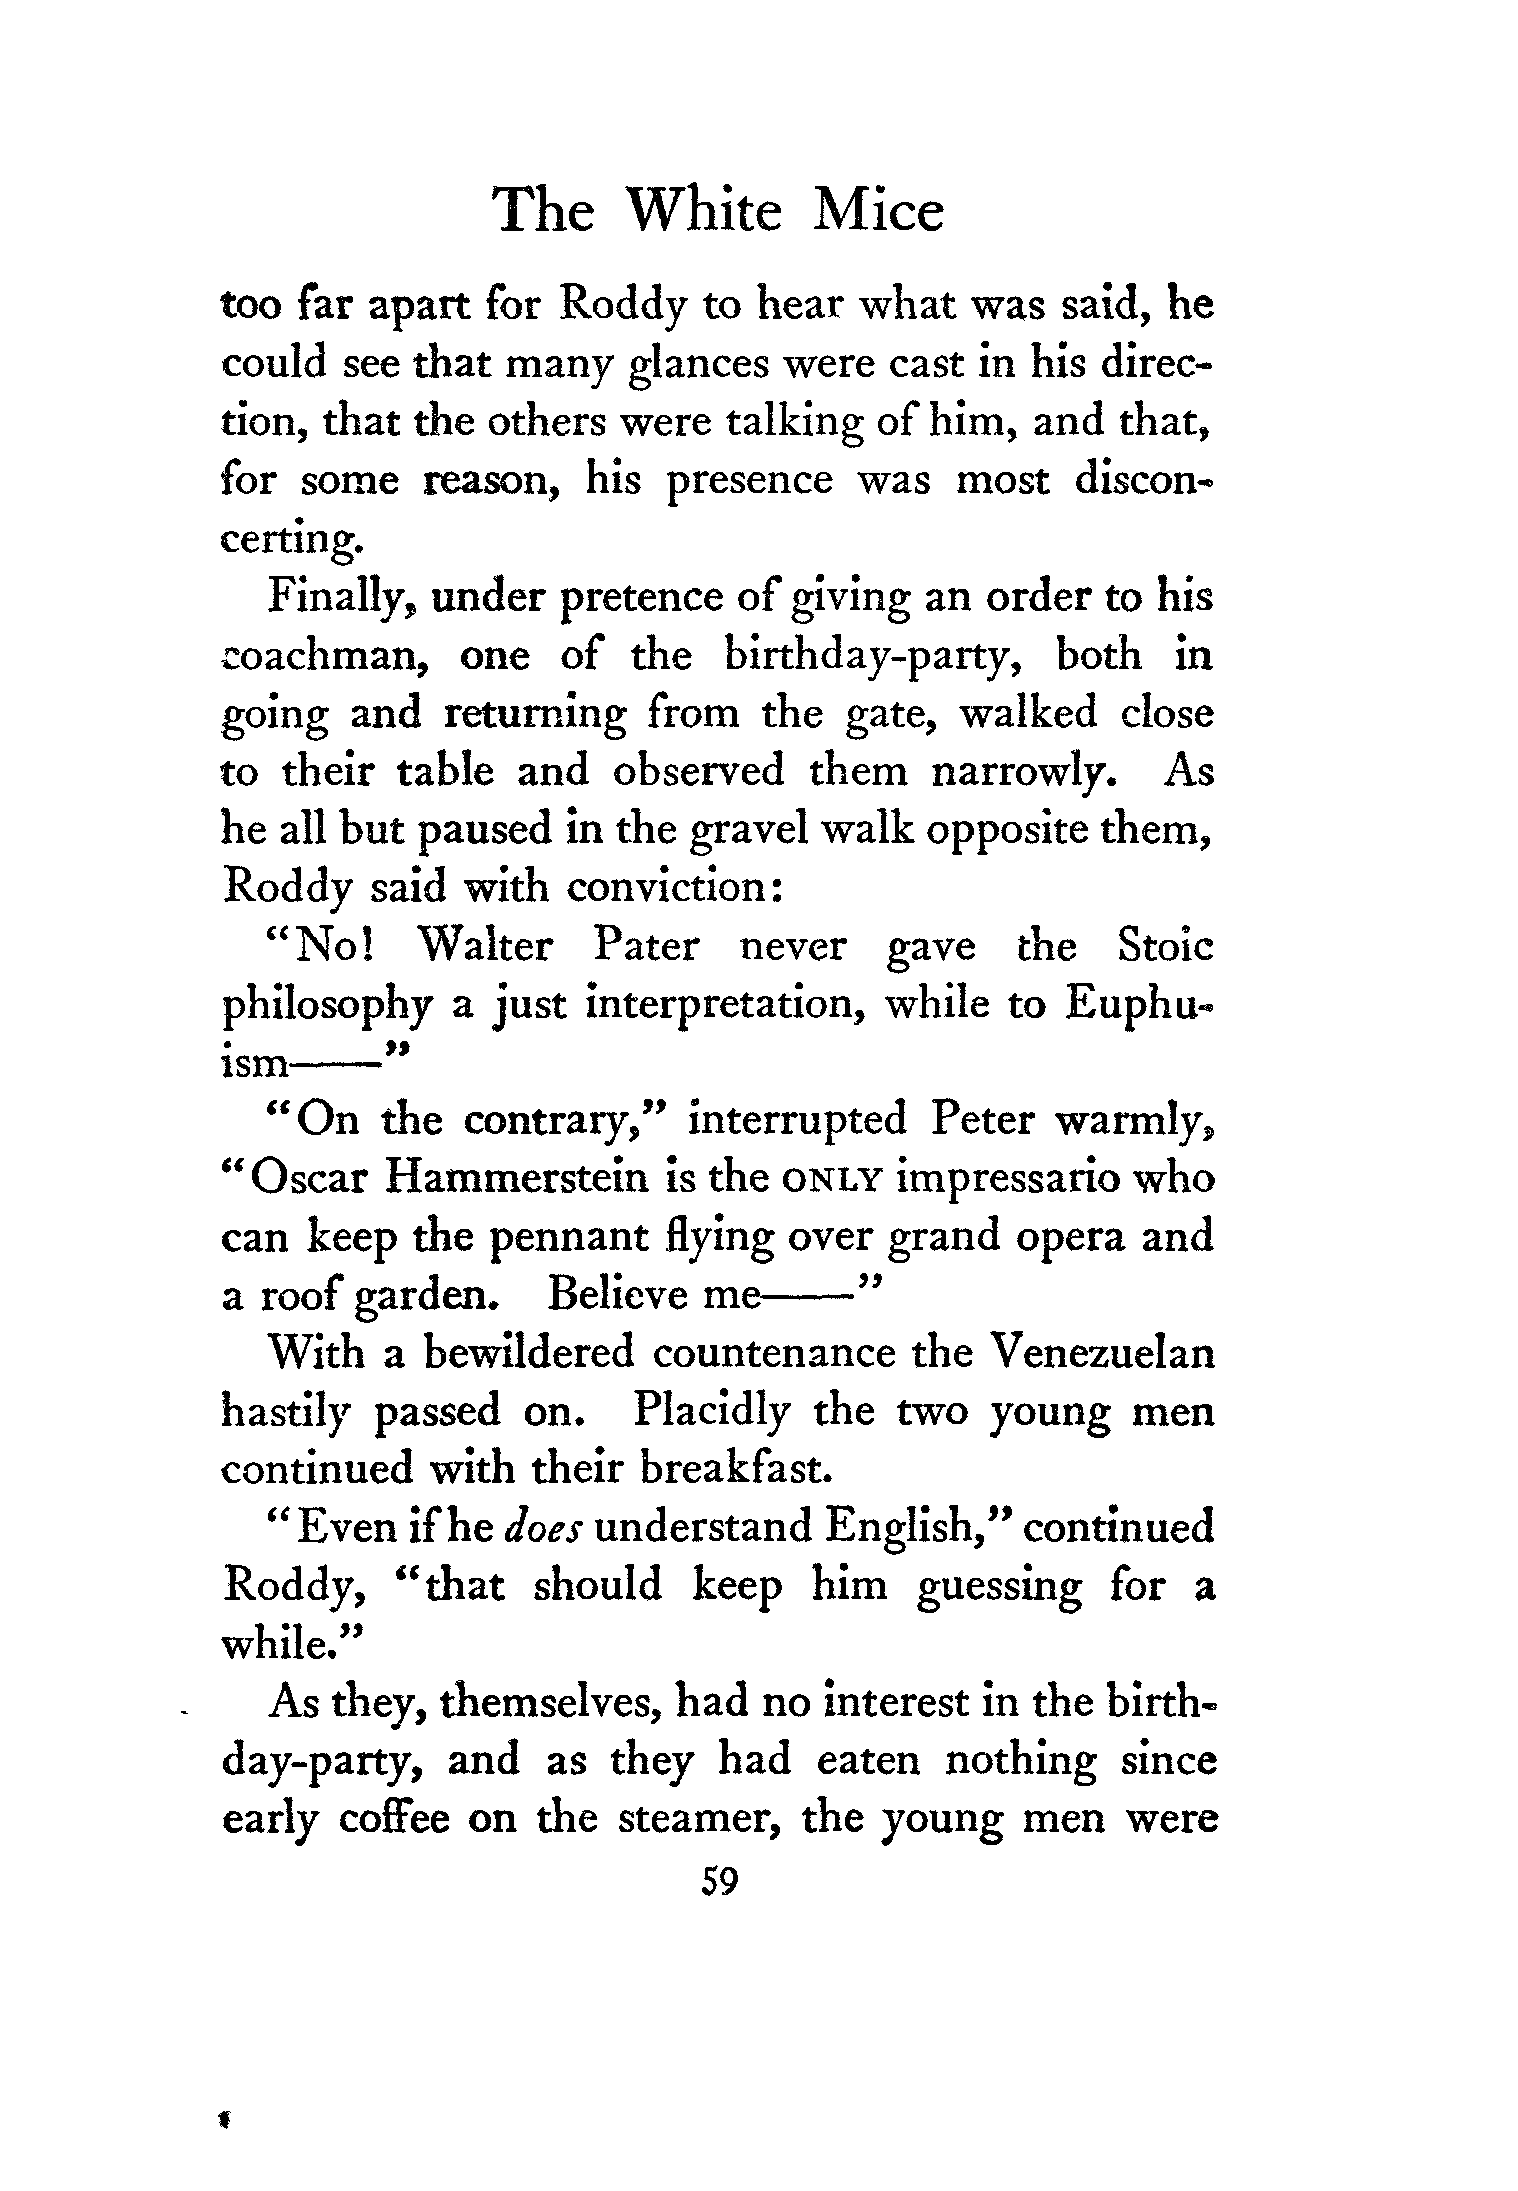 The White Mice
too far apart for Roddy to hear what was said, he
could see that many glances were cast in his direc-
tion, that the others were talking of him, and that,
for some reason, his presence was most discon-
certing.
Finally, under pretence of giving an order to his
coachman, one of the birthday-party, both in
going and returning from the gate, walked close
to their table and observed them narrowly. As
he all but paused in the gravel walk opposite them,
Roddy said with conviction:
"No! Walter Pater never gave the Stoic
philosophy a just interpretation, while to Euphu-
ism——"
"On the contrary," interrupted Peter warmly,
"Oscar Hammerstein is the ONLY impressario who
can keep the pennant flying over grand opera and
a roof garden. Believe me——"
With a bewildered countenance the Venezuelan
hastily passed on. Placidly the two young men
continued with their breakfast.
"Even if he does understand English," continued
Roddy, "that should keep him guessing for a
while."
As they, themselves, had no interest in the birth-
day-party, and as they had eaten nothing since
early coffee on the steamer, the young men were
59